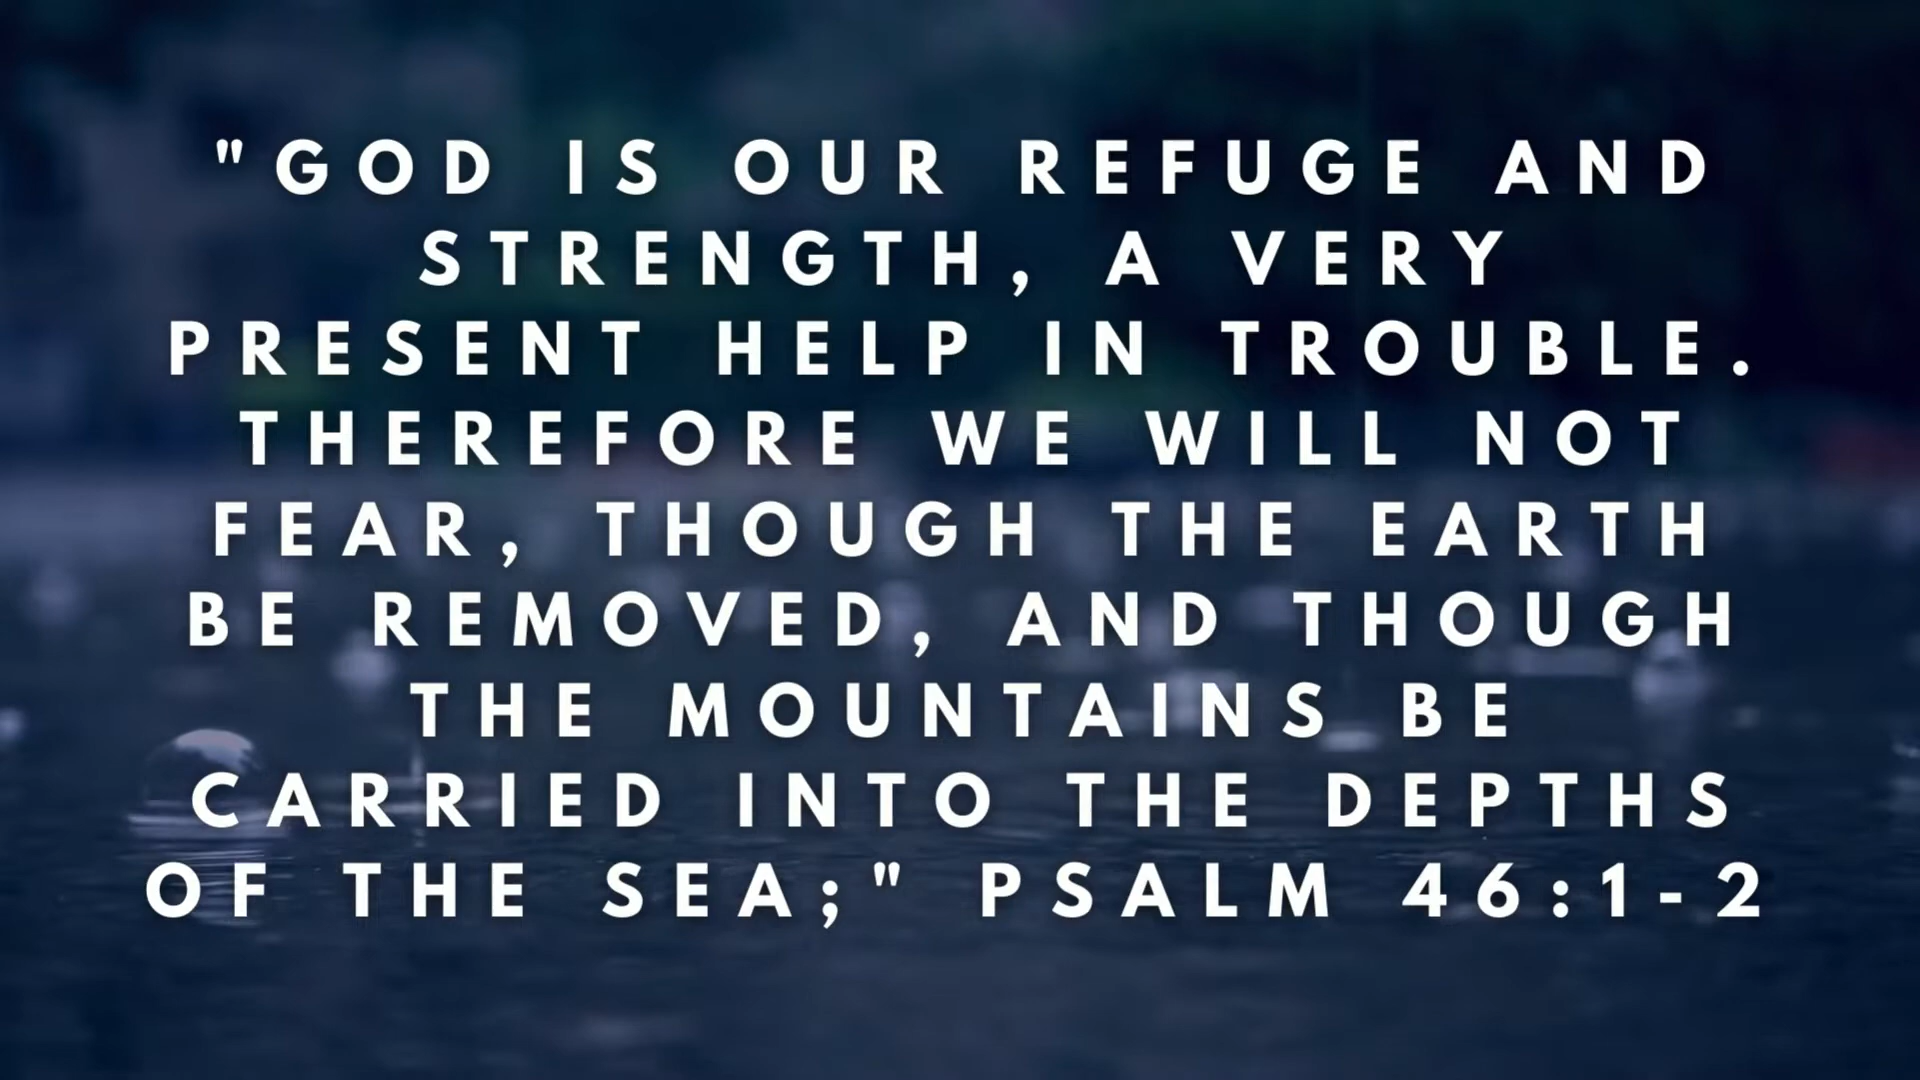 "GOD IS OUR REFUGE AND
STRENGTH, A VERY
PRESENT HELP IN TROUBLE.
THEREFORE WE WILL NOT
FEAR, THOUGH THE EARTH
BE REMOVED, AND THOUGH
THE MOUNTAINS BE
CARRIED INTO THE DEPTHS
OF THE SEA;" PSALM 46:1-2